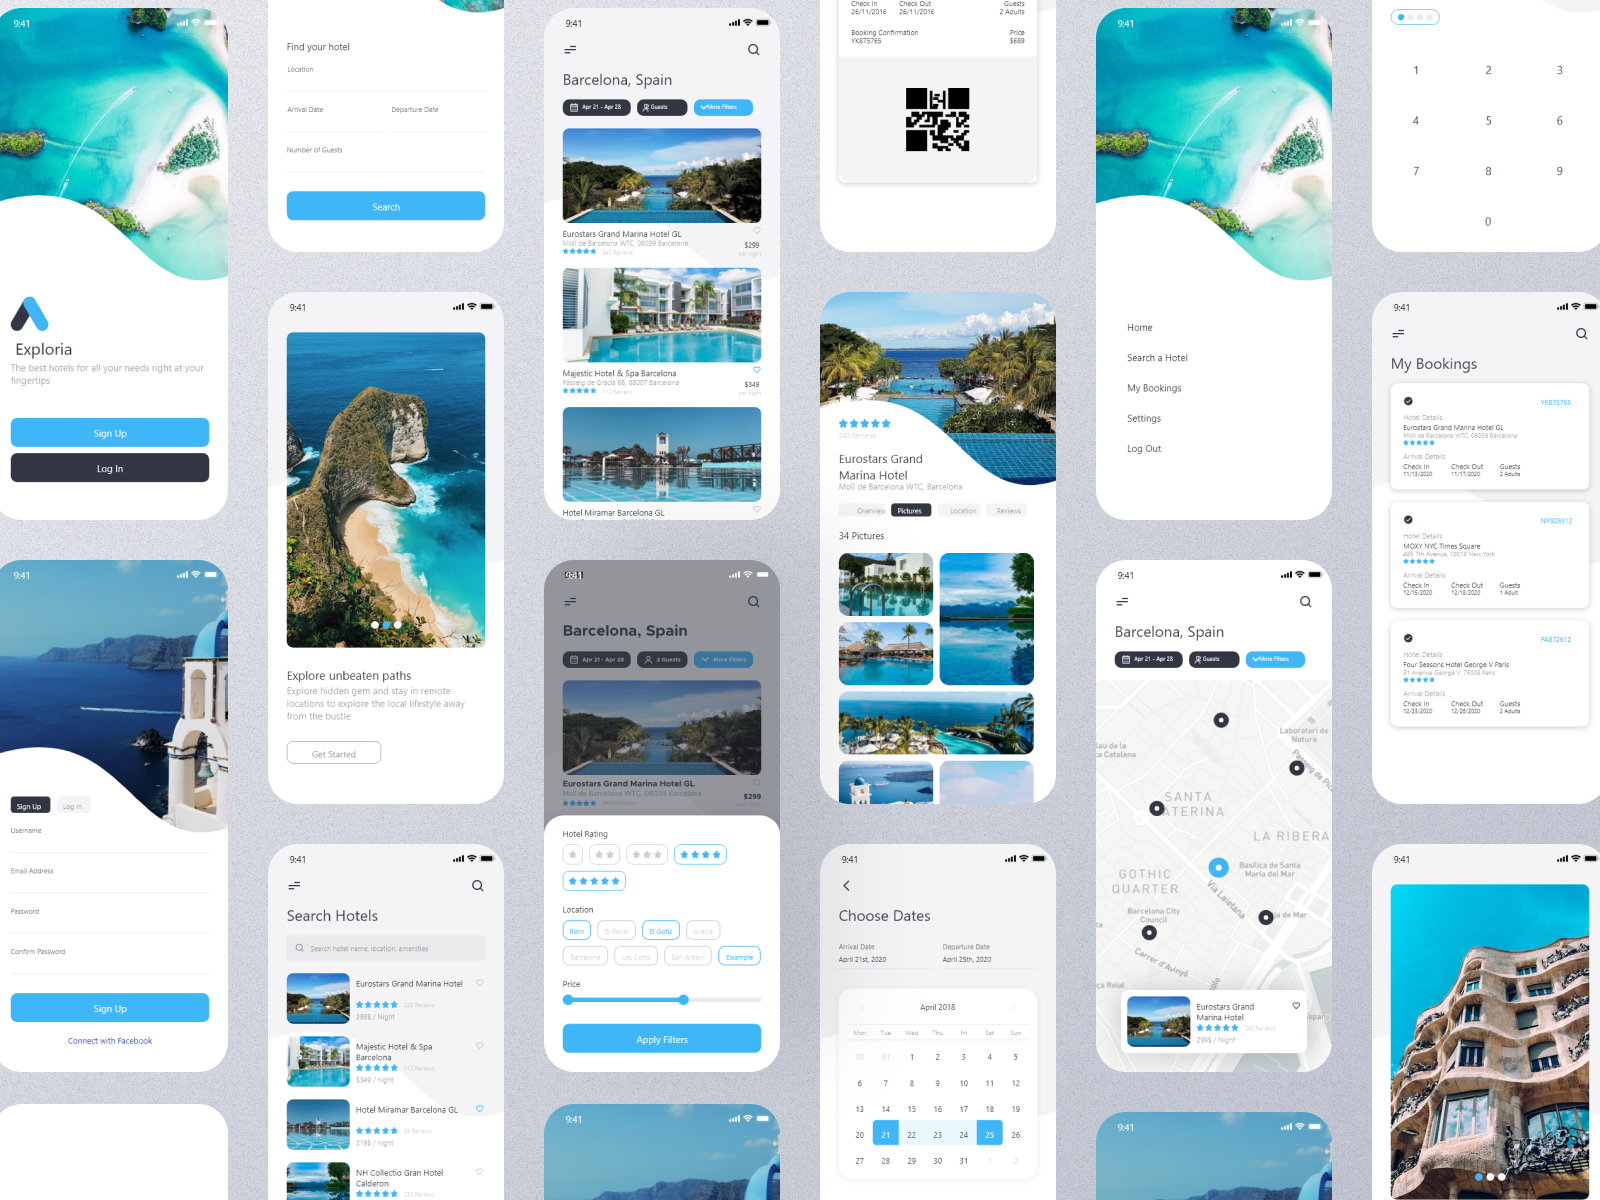 9:41
Exploria
The best hotels for all your needs right at your
fingertips
Sign Up
Log In
9:41
Sign Up
Log In
Username
Email Address
Password
Confirm Password
Sign Up
Connect with Facebook
Find your hotel
Location
Arrival Date
Departure Date
Number of Guests
Search
9:41
Explore unbeaten paths
Explore hidden gem and stay in remote
locations to explore the local lifestyle away
from the bustle
Get Started
9:41
Search Hotels
Search hotel name, location, amenities
Eurostars Grand Marina Hotel
243 Reviews
299$ / Night
Majestic Hotel & Spa
Barcelona
112 Reviews
$349 / night
Hotel Miramar Barcelona GL
219$ / night
NH Collectio Gran Hotel
Calderon
9:41
Barcelona, Spain
Apr 21 - Apr 28
Guests
More Filters
Eurostars Grand Marina Hotel GL
Moll de Barcelona WTC, 08039 Barcelona
243 Reviews
$299
per night
Majestic Hotel & Spa Barcelona
Passeig de Gracia 68, 08007 Barcelona
112 Reviews
$349
per night
Hotel Miramar Barcelona GL
9:41
Barcelona, Spain
Apr 21 - Apr 28
2 Guests
More Filters
Eurostars Grand Marina Hotel GL
Moll de Barcelona WTC, 08039 Barcelona
243 Reviews
$299
Hotel Rating
Location
Born
El Raval
El Gotic
Gracia
Barcelona
Les Corts
San Antoni
Eixample
Price
Apply Filters
9:41
Check In
Check Out
Guests
26/11/2016
26/11/2016
2 Adults
Booking Confirmation
Price
YK875765
$689
243 Reviews
Eurostars Grand
Marina Hotel
Moll de Barcelona WTC, Barcelona
Overview
Pictures
Location
Reviews
34 Pictures
9:41
Choose Dates
Arrival Date
Departure Date
April 21st, 2020
April 25th, 2020
April 2018
Mon Tue Wed Thu Fri Sat Sun
30 31 1 2 3 4 5
6 7 8 9 10 11 12
13 14 15 16 17 18 19
20 21 22 23 24 25 26
27 28 29 30 31 1 2
9:41
Home
Search a Hotel
My Bookings
Settings
Log Out
9:41
Barcelona, Spain
Apr 21 - Apr 28
Guests
More Filters
Laboratori de
Natura
Palau de la
Passeig de Pic
SANTA
CATERINA
LA RIBERA
Basílica de Santa
Maria del Mar
GOTHIC
QUARTER
Via Laietana
Barcelona City
Council
Carrer d'Avinyó
Plaça Reial
Eurostars Grand
Marina Hotel
243 Reviews
299$ / Night
9:41
1 2 3
4 5 6
7 8 9
0
9:41
My Bookings
YK875765
Hotel Details
Eurostars Grand Marina Hotel GL
Moll de Barcelona WTC, 08039 Barcelona
Arrival Details
Check In
Check Out
Guests
11/13/2020
11/17/2020
2 Adults
NY928512
Hotel Details
MOXY NYC Times Square
485 7th Avenue, 10018 New York
Arrival Details
Check In
Check Out
Guests
12/15/2020
12/18/2020
1 Adult
PA872612
Hotel Details
Four Seasons Hotel George V Paris
31 Avenue George V, 75008 Paris
Arrival Details
Check In
Check Out
Guests
12/23/2020
12/26/2020
2 Adults
9:41